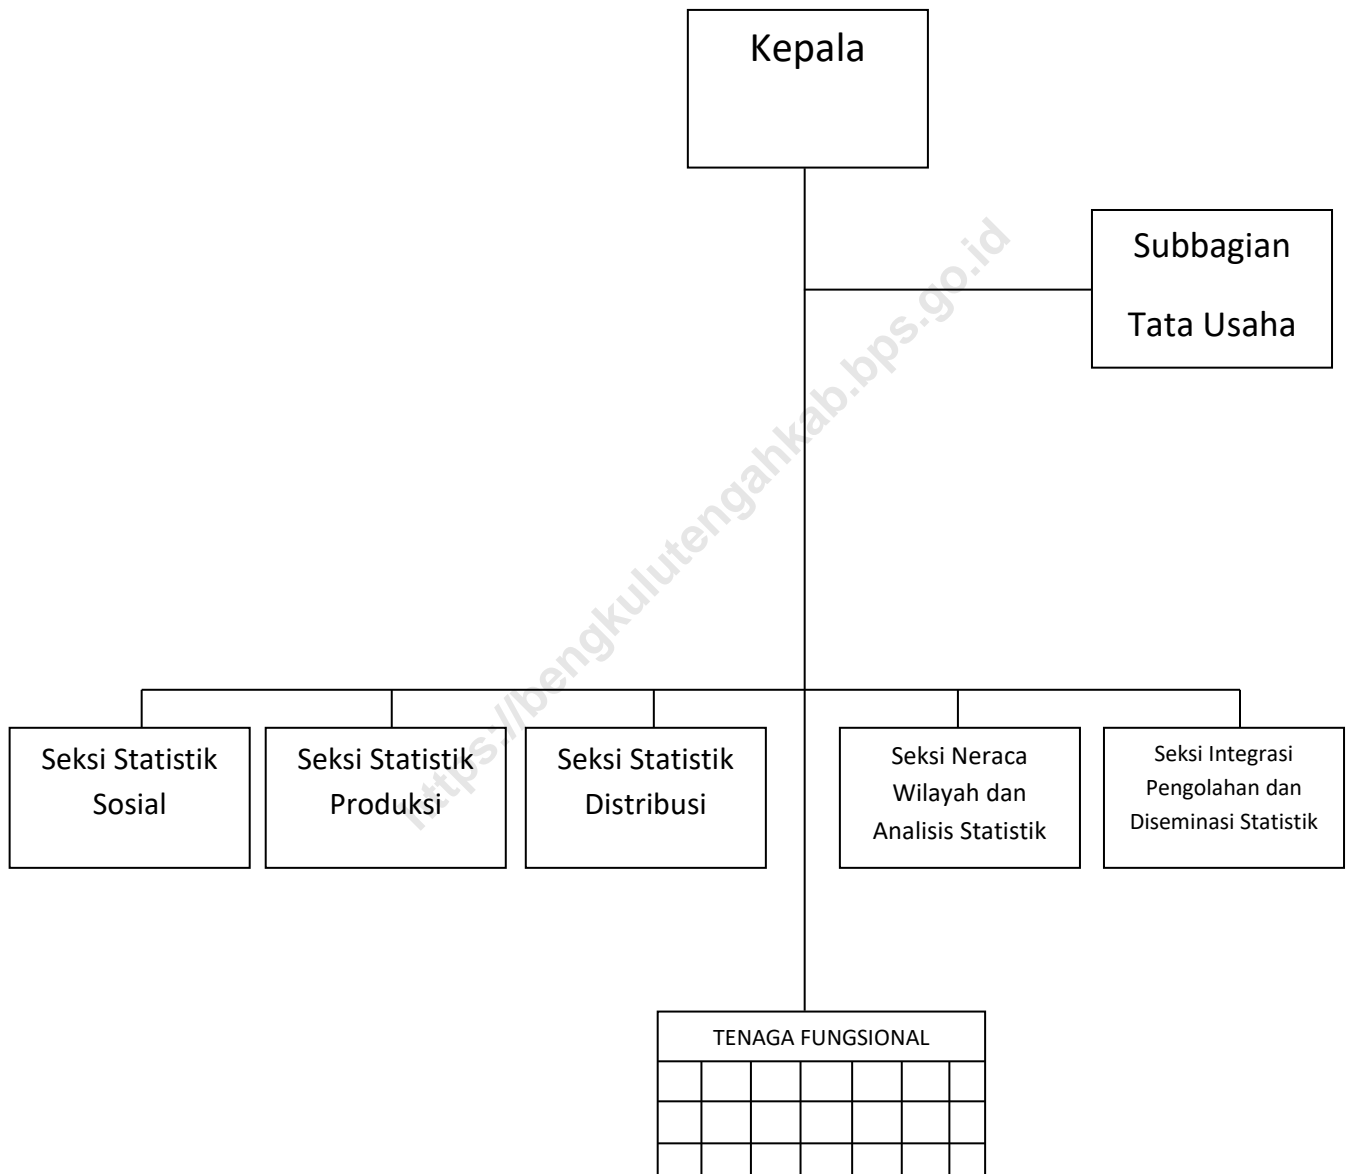 Kepala
Subbagian
Tata Usaha
https://bengkulutengahkab.bps.go.id
Seksi Statistik
Sosial
Seksi Statistik
Produksi
Seksi Statistik
Distribusi
Seksi Neraca
Wilayah dan
Analisis Statistik
Seksi Integrasi
Pengolahan dan
Diseminasi Statistik
TENAGA FUNGSIONAL